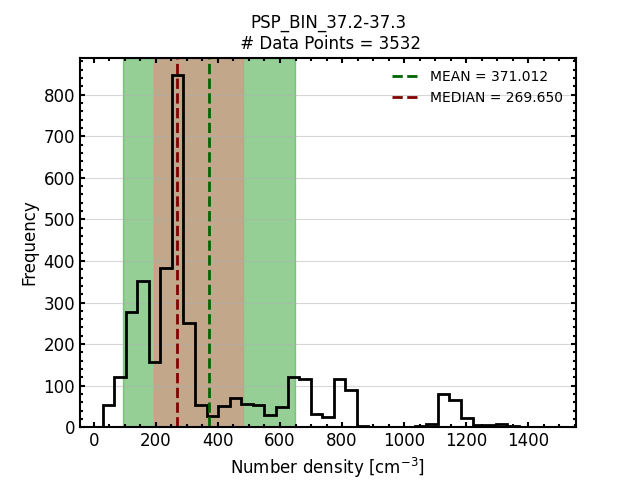 PSP_BIN_37.2-37.3
# Data Points = 3532
MEAN = 371.012
MEDIAN = 269.650
800
700
600
500
400
300
200
100
0
Frequency
0 200 400 600 800 1000 1200 1400
Number density [cm⁻³]